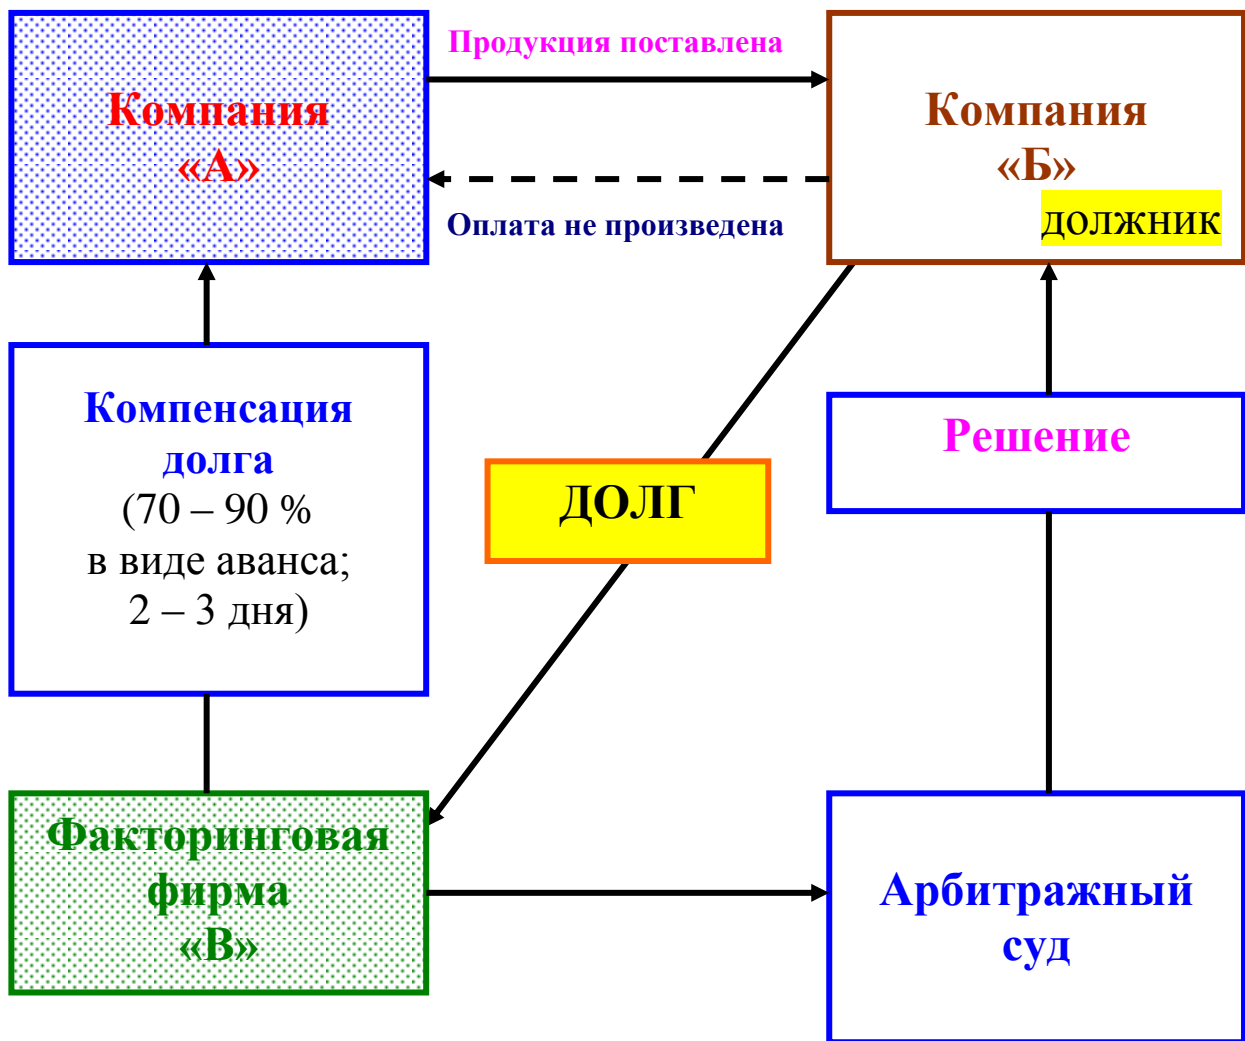 Продукция поставлена
Компания
«А»
Компания
«Б»
ДОЛЖНИК
Оплата не произведена
Компенсация
долга
(70 – 90 %
в виде аванса;
2 – 3 дня)
ДОЛГ
Решение
Факторинговая
фирма
«В»
Арбитражный
суд